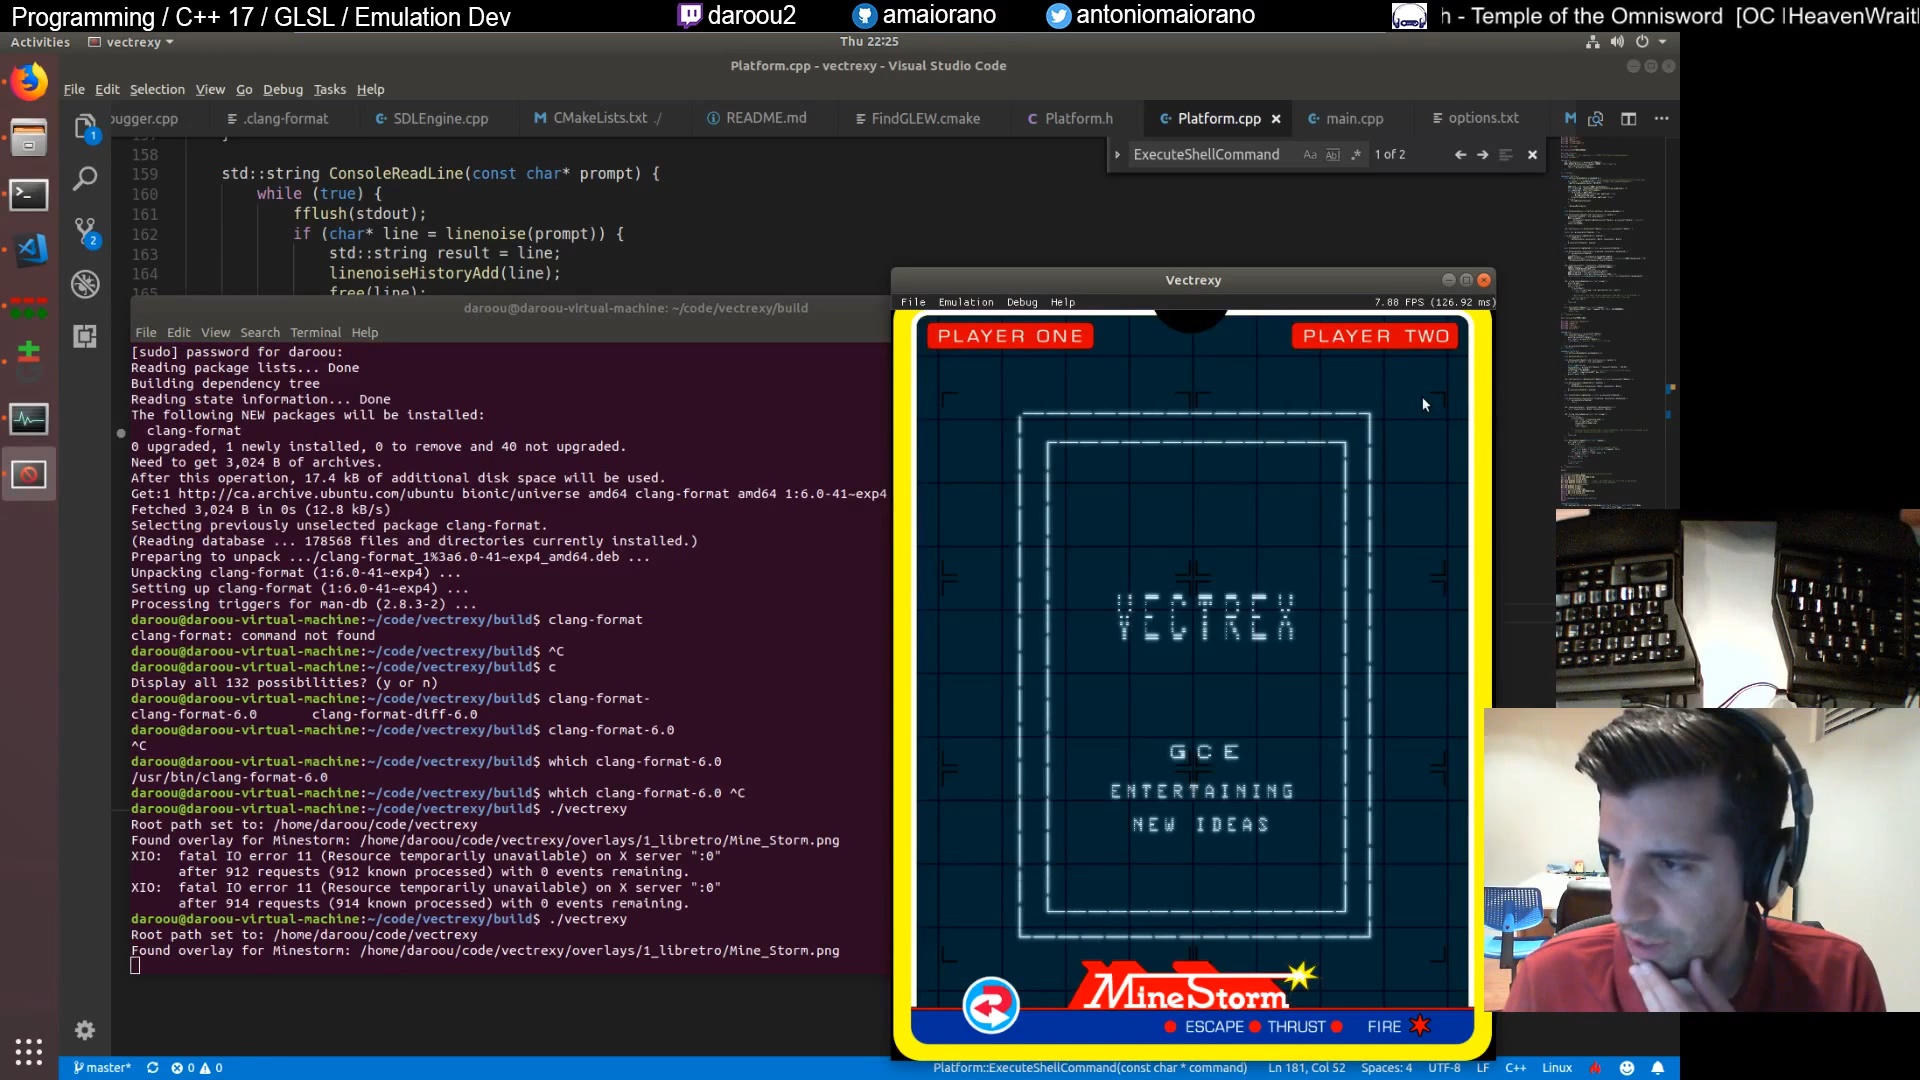 Programming / C++ 17 / GLSL / Emulation Dev
daroou2
amaiorano
antoniomaiorano
h - Temple of the Omnisword [OC
HeavenWrait
Activities
vectrexy
Thu 22:25
Platform.cpp - vectrexy - Visual Studio Code
File Edit Selection View Go Debug Tasks Help
ougger.cpp
.clang-format
SDLEngine.cpp
CMakeLists.txt ./
README.md
FindGLEW.cmake
Platform.h
Platform.cpp
main.cpp
options.txt
ExecuteShellCommand
1 of 2
158
159 std::string ConsoleReadLine(const char* prompt) {
160 while (true) {
161 fflush(stdout);
162 if (char* line = linenoise(prompt)) {
163 std::string result = line;
164 linenoiseHistoryAdd(line);
165 free(line);
daroou@daroou-virtual-machine: ~/code/vectrexy/build
File Edit View Search Terminal Help
[sudo] password for daroou:
Reading package lists... Done
Building dependency tree
Reading state information... Done
The following NEW packages will be installed:
clang-format
0 upgraded, 1 newly installed, 0 to remove and 40 not upgraded.
Need to get 3,024 B of archives.
After this operation, 17.4 kB of additional disk space will be used.
Get:1 http://ca.archive.ubuntu.com/ubuntu bionic/universe amd64 clang-format amd64 1:6.0-41~exp4
Fetched 3,024 B in 0s (12.8 kB/s)
Selecting previously unselected package clang-format.
(Reading database ... 178568 files and directories currently installed.)
Preparing to unpack .../clang-format_1%3a6.0-41~exp4_amd64.deb ...
Unpacking clang-format (1:6.0-41~exp4) ...
Setting up clang-format (1:6.0-41~exp4) ...
Processing triggers for man-db (2.8.3-2) ...
daroou@daroou-virtual-machine:~/code/vectrexy/build$ clang-format
clang-format: command not found
daroou@daroou-virtual-machine:~/code/vectrexy/build$ ^C
daroou@daroou-virtual-machine:~/code/vectrexy/build$ c
Display all 132 possibilities? (y or n)
daroou@daroou-virtual-machine:~/code/vectrexy/build$ clang-format-
clang-format-6.0 clang-format-diff-6.0
daroou@daroou-virtual-machine:~/code/vectrexy/build$ clang-format-6.0
^C
daroou@daroou-virtual-machine:~/code/vectrexy/build$ which clang-format-6.0
/usr/bin/clang-format-6.0
daroou@daroou-virtual-machine:~/code/vectrexy/build$ which clang-format-6.0 ^C
daroou@daroou-virtual-machine:~/code/vectrexy/build$ ./vectrexy
Root path set to: /home/daroou/code/vectrexy
Found overlay for Minestorm: /home/daroou/code/vectrexy/overlays/1_libretro/Mine_Storm.png
XIO: fatal IO error 11 (Resource temporarily unavailable) on X server ":0"
after 912 requests (912 known processed) with 0 events remaining.
XIO: fatal IO error 11 (Resource temporarily unavailable) on X server ":0"
after 914 requests (914 known processed) with 0 events remaining.
daroou@daroou-virtual-machine:~/code/vectrexy/build$ ./vectrexy
Root path set to: /home/daroou/code/vectrexy
Found overlay for Minestorm: /home/daroou/code/vectrexy/overlays/1_libretro/Mine_Storm.png
Vectrexy
File Emulation Debug Help
7.88 FPS (126.92 ms)
PLAYER ONE
PLAYER TWO
VECTREX
GCE
ENTERTAINING
NEW IDEAS
MineStorm
ESCAPE THRUST FIRE
master*
0 0
Platform::ExecuteShellCommand(const char * command)
Ln 181, Col 52
Spaces: 4
UTF-8
LF
C++
Linux